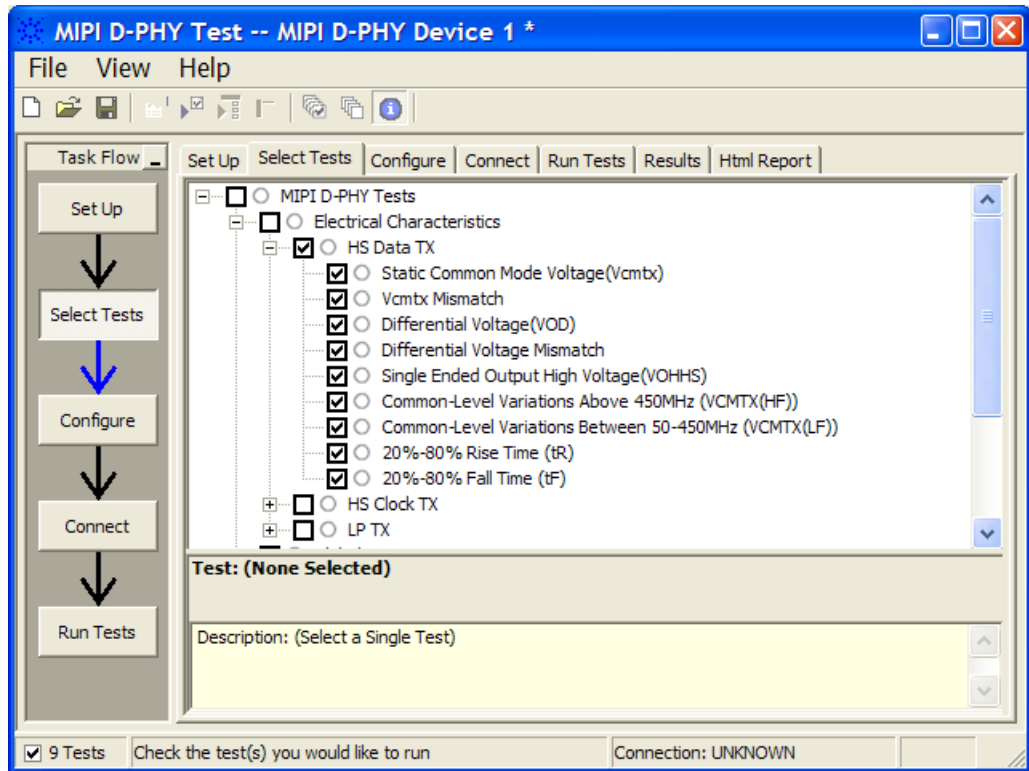 MIPI D-PHY Test -- MIPI D-PHY Device 1 *
File View Help
Task Flow
Set Up
Select Tests
Configure
Connect
Run Tests
Set Up Select Tests Configure Connect Run Tests Results Html Report
MIPI D-PHY Tests
Electrical Characteristics
HS Data TX
Static Common Mode Voltage(Vcmtx)
Vcmtx Mismatch
Differential Voltage(VOD)
Differential Voltage Mismatch
Single Ended Output High Voltage(VOHHS)
Common-Level Variations Above 450MHz (VCMTX(HF))
Common-Level Variations Between 50-450MHz (VCMTX(LF))
20%-80% Rise Time (tR)
20%-80% Fall Time (tF)
HS Clock TX
LP TX
Test: (None Selected)
Description: (Select a Single Test)
9 Tests Check the test(s) you would like to run Connection: UNKNOWN